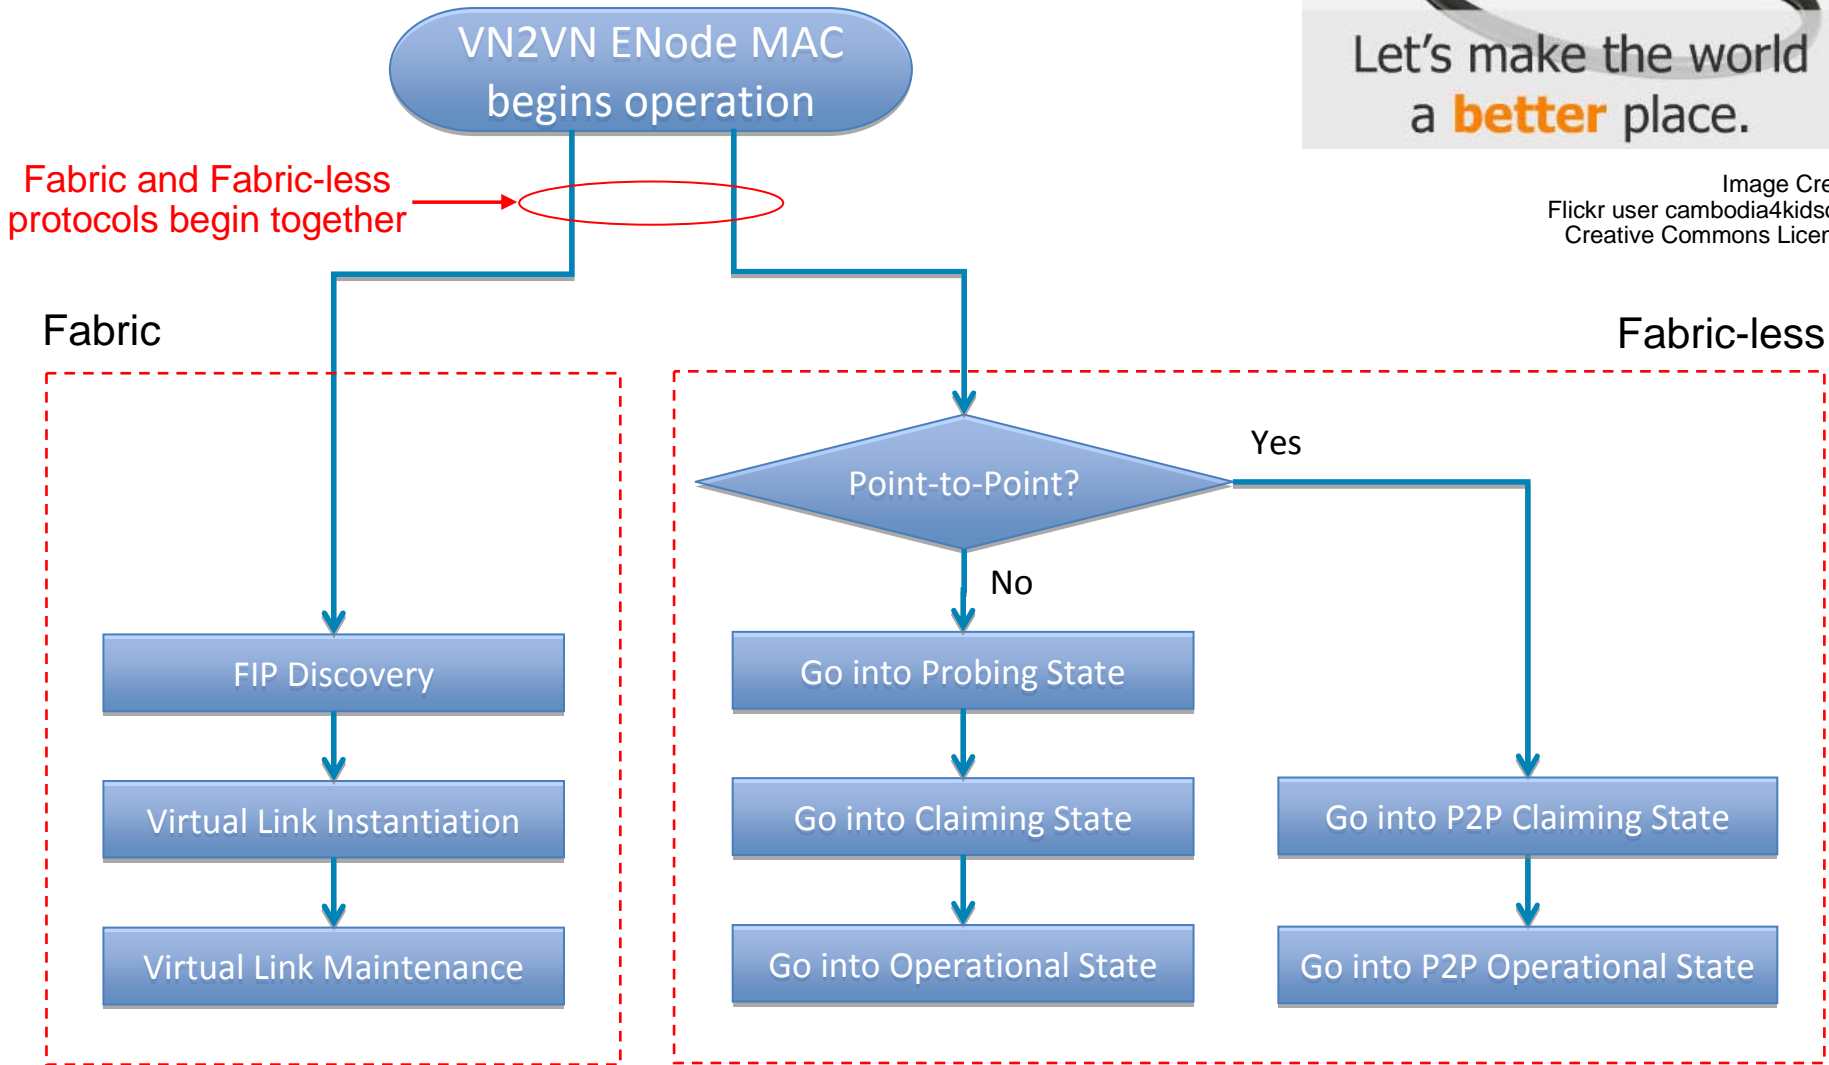 VN2VN ENode MAC
begins operation
Let's make the world
a better place.
Fabric and Fabric-less
protocols begin together
Image Cre
Flickr user cambodia4kidso
Creative Commons Licen
Fabric
Fabric-less
Point-to-Point?
Yes
No
FIP Discovery
Go into Probing State
Virtual Link Instantiation
Go into Claiming State
Go into P2P Claiming State
Virtual Link Maintenance
Go into Operational State
Go into P2P Operational State